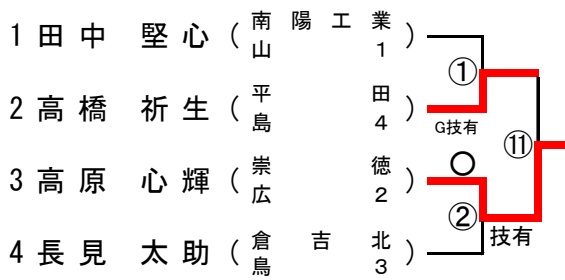 1 田中 堅心 ( 南陽工業 山 1 )
①
2 高橋 祈生 ( 平田 島 4 )
G技有
⑪
3 高原 心輝 ( 崇徳 広 2 )
○
②
技有
4 長見 太助 ( 倉吉北 鳥 3 )